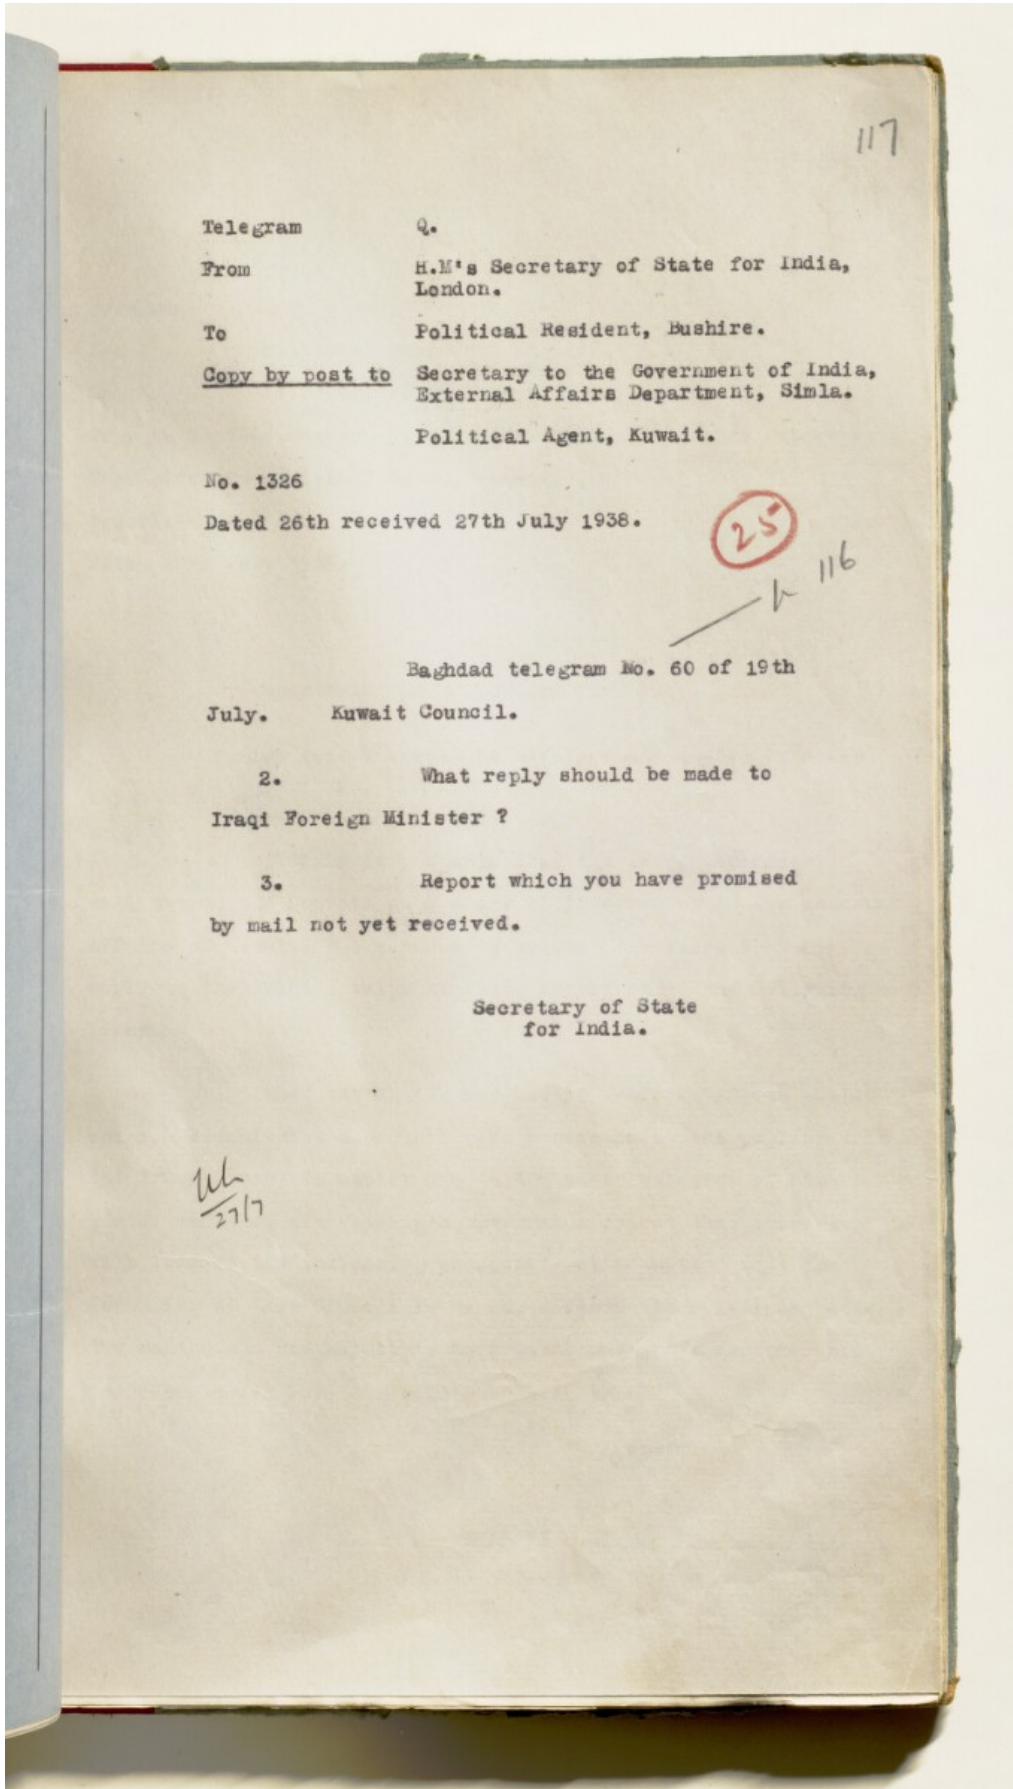 117
Telegram Q.
From H.M's Secretary of State for India,
London.
To Political Resident, Bushire.
Copy by post to Secretary to the Government of India,
External Affairs Department, Simla.
Political Agent, Kuwait.
No. 1326
Dated 26th received 27th July 1938.
25
116
Baghdad telegram No. 60 of 19th
July. Kuwait Council.
2. What reply should be made to
Iraqi Foreign Minister ?
3. Report which you have promised
by mail not yet received.
Secretary of State
for India.
27/7